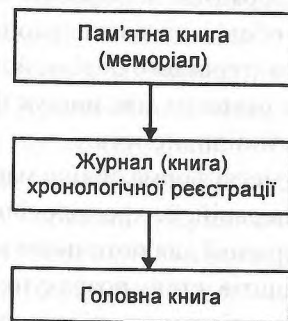 Пам'ятна книга
(меморіал)
Журнал (книга)
хронологічної реєстрації
Головна книга